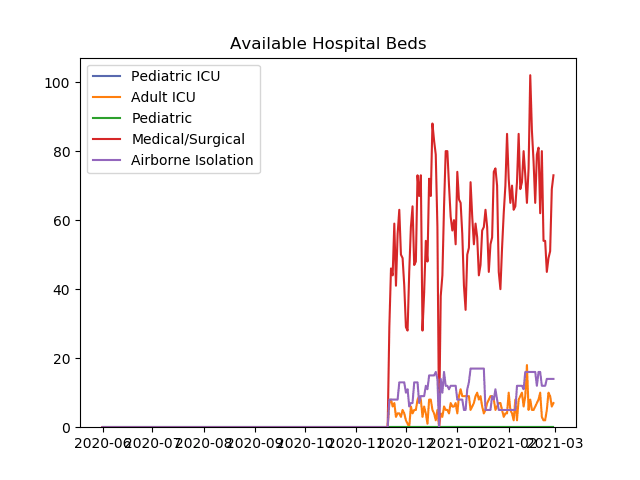 Available Hospital Beds
Pediatric ICU
Adult ICU
Pediatric
Medical/Surgical
Airborne Isolation
100
80
60
40
20
0
2020-06 2020-07 2020-08 2020-09 2020-10 2020-11 2020-12 2021-01 2021-02 2021-03